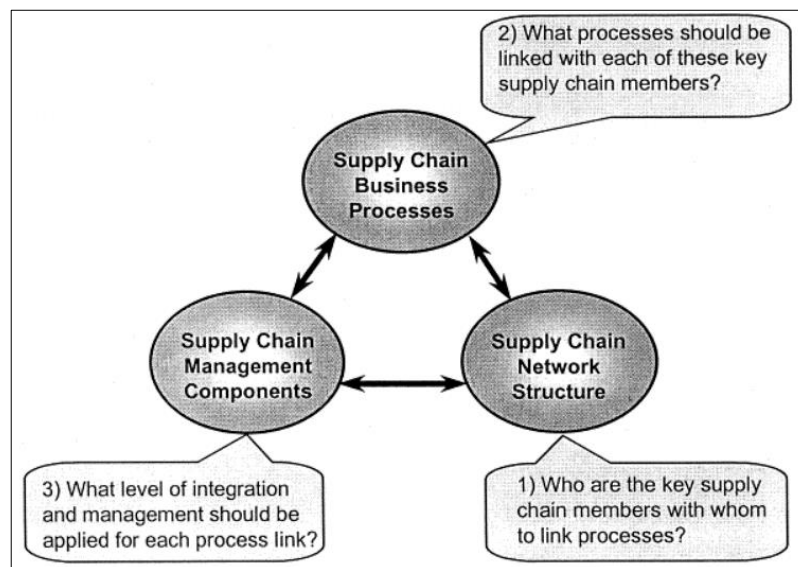 2) What processes should be
linked with each of these key
supply chain members?
Supply Chain
Business
Processes
Supply Chain
Management
Components
Supply Chain
Network
Structure
3) What level of integration
and management should be
applied for each process link?
1) Who are the key supply
chain members with whom
to link processes?